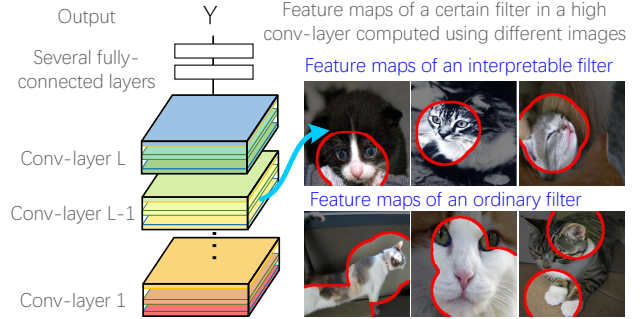 Output
Y
Several fully-
connected layers
Conv-layer L
Conv-layer L-1
Conv-layer 1
Feature maps of a certain filter in a high
conv-layer computed using different images
Feature maps of an interpretable filter
Feature maps of an ordinary filter